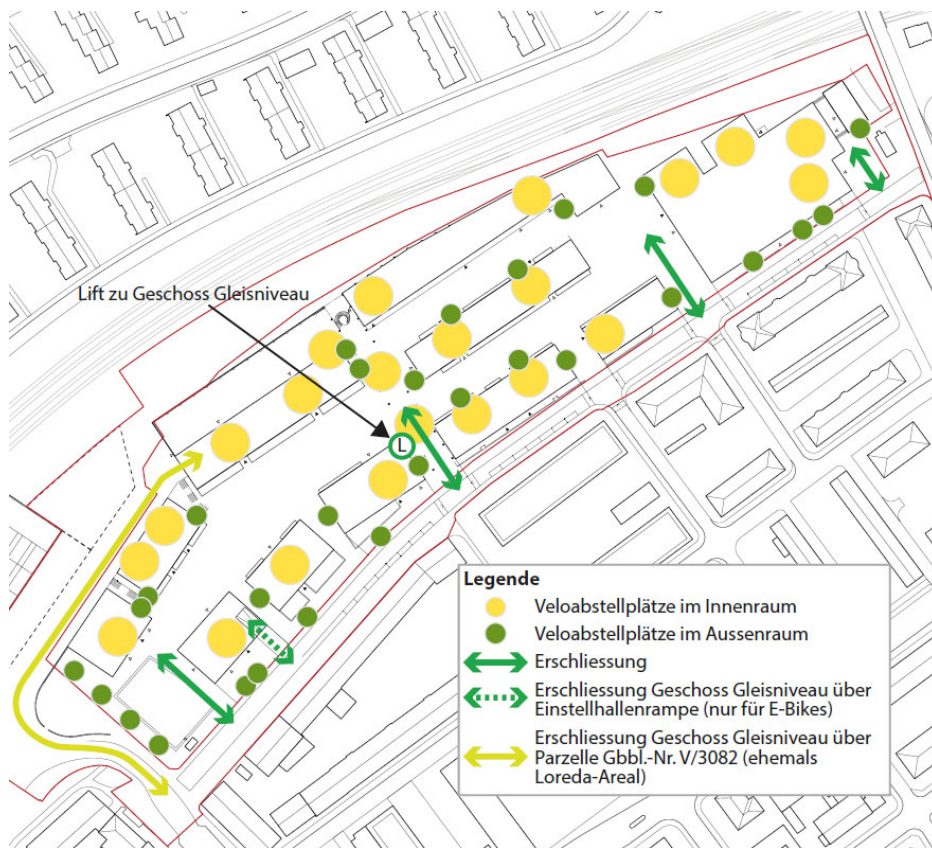 Lift zu Geschoss Gleisniveau
L
Legende
Veloabstellplätze im Innenraum
Veloabstellplätze im Aussenraum
Erschliessung
Erschliessung Geschoss Gleisniveau über
Einstellhallenrampe (nur für E-Bikes)
Erschliessung Geschoss Gleisniveau über
Parzelle Gbbl.-Nr. V/3082 (ehemals
Loreda-Areal)